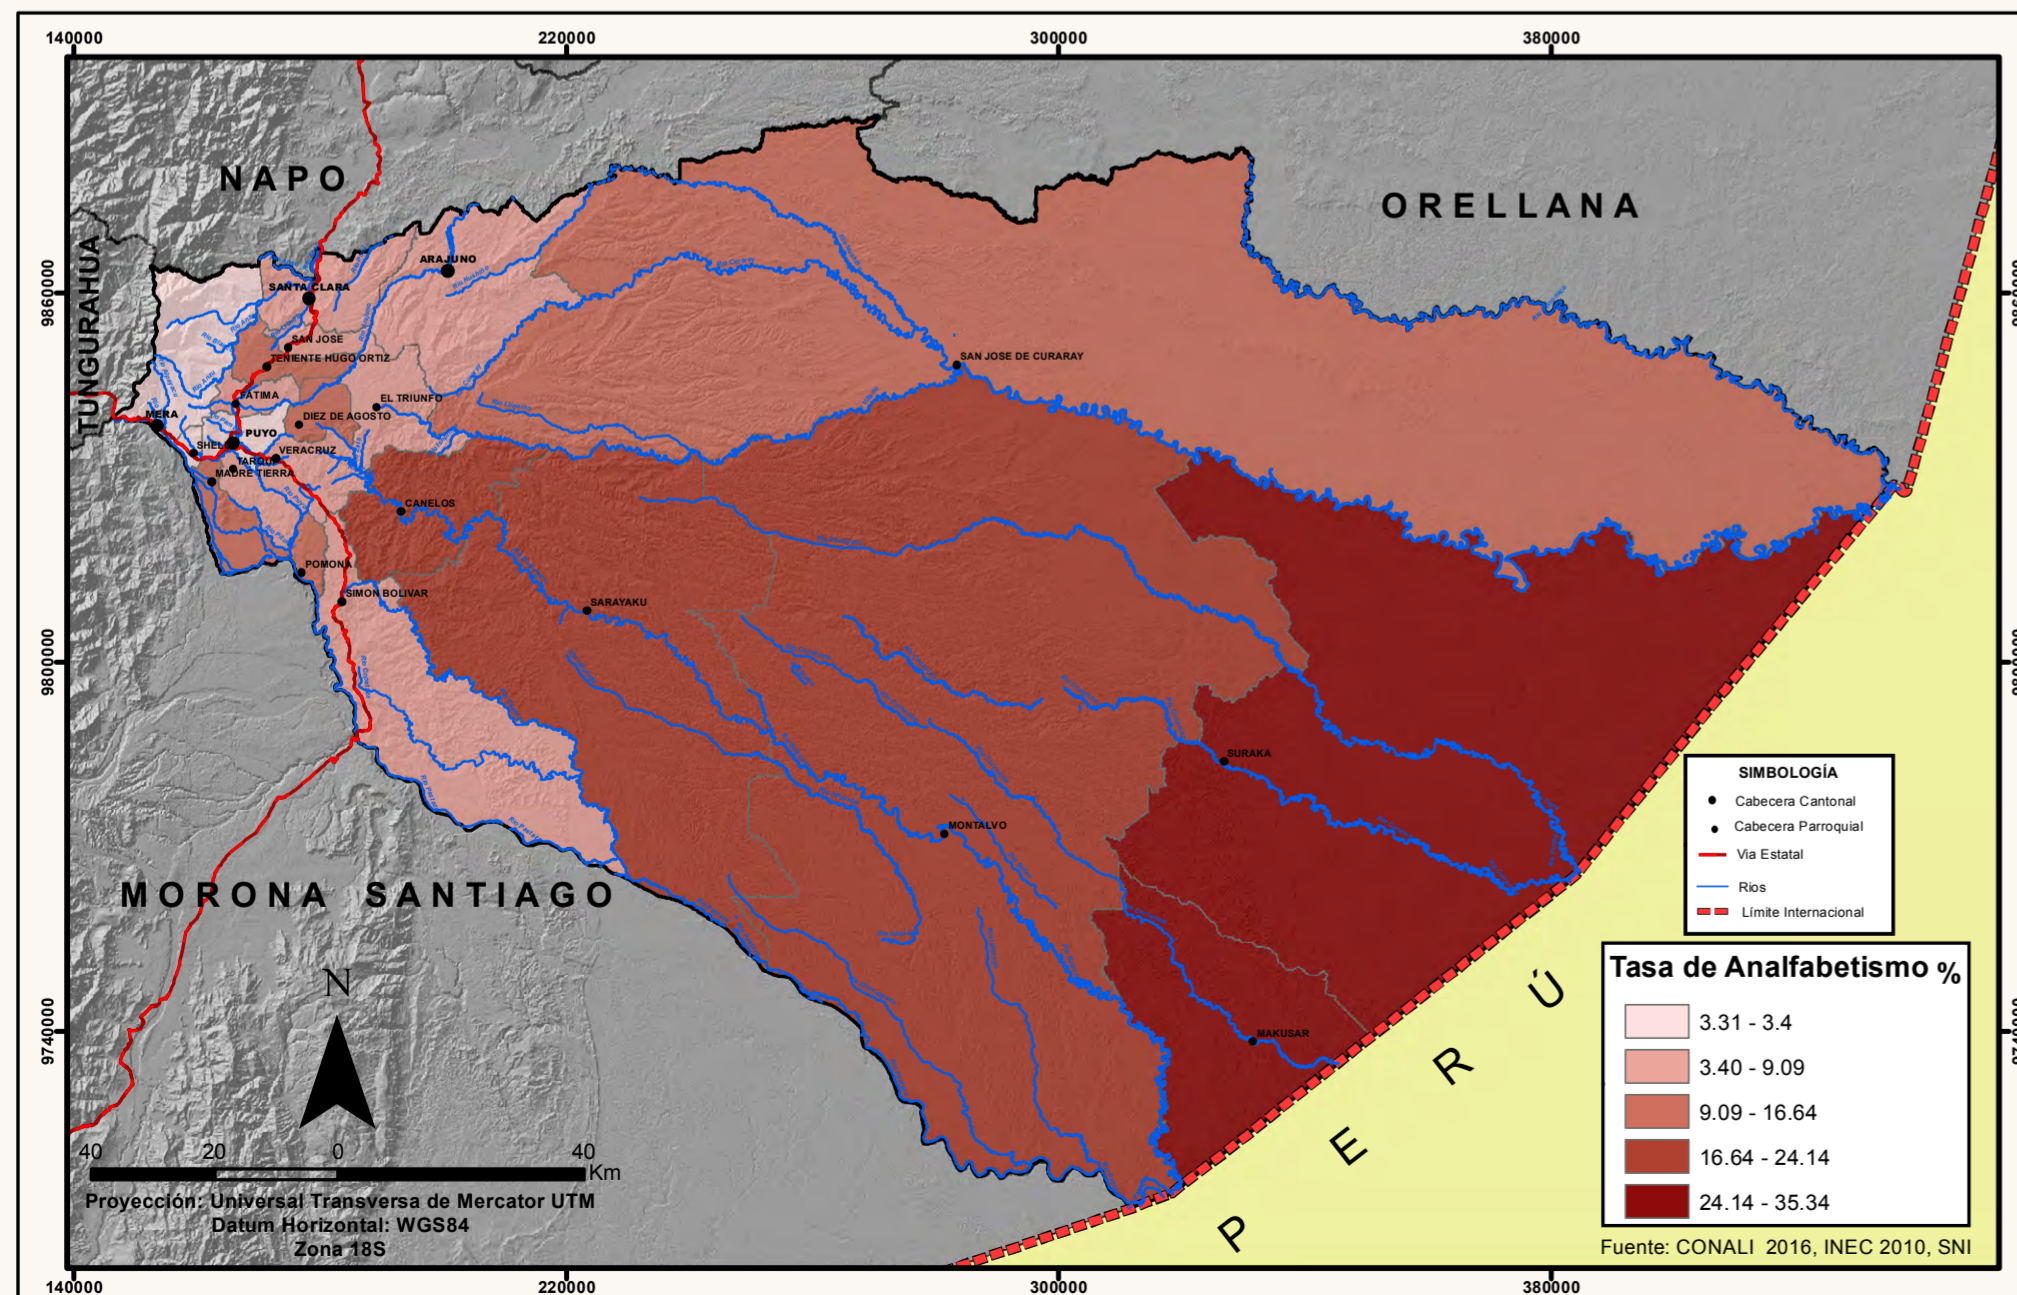 140000 220000 300000 380000
NAPO
ORELLANA
TUNGURAHUA
9860000
9860000
ARAJUNO
SANTA CLARA
SAN JOSE
TENIENTE HUGO ORTIZ
SAN JOSE DE CURARAY
FÁTIMA
EL TRIUNFO
MERA
DIEZ DE AGOSTO
PUYO
SHEL
VERACRUZ
TARQUI
MADRE TIERRA
CANELOS
POMONA
SIMON BOLIVAR
SARAYAKU
9800000
9800000
SURAKA
MONTALVO
MORONA SANTIAGO
MAKUSAR
9740000
9740000
PERÚ
SIMBOLOGÍA
Cabecera Cantonal
Cabecera Parroquial
Via Estatal
Rios
Límite Internacional
Tasa de Analfabetismo %
3.31 - 3.4
3.40 - 9.09
9.09 - 16.64
16.64 - 24.14
24.14 - 35.34
Fuente: CONALI 2016, INEC 2010, SNI
N
40 20 0 40
Km
Proyección: Universal Transversa de Mercator UTM
Datum Horizontal: WGS84
Zona 18S
140000 220000 300000 380000